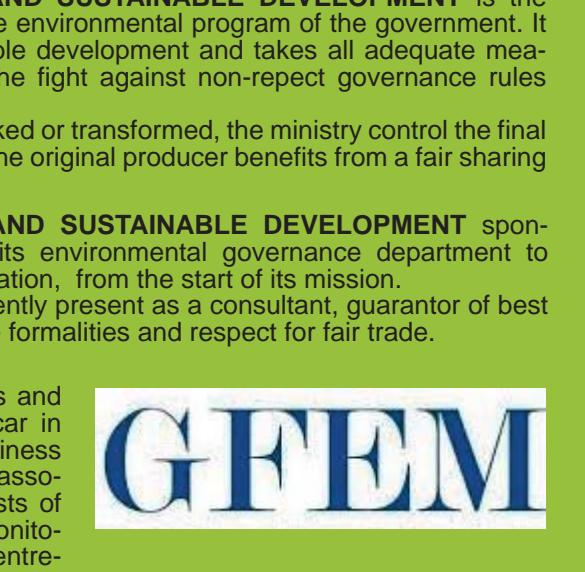 AND SUSTAINABLE DEVELOPMENT is the
e environmental program of the government. It
ble development and takes all adequate mea-
he fight against non-repect governance rules
ked or transformed, the ministry control the final
he original producer benefits from a fair sharing
AND SUSTAINABLE DEVELOPMENT spon-
its environmental governance department to
ation, from the start of its mission.
ently present as a consultant, guarantor of best
formalities and respect for fair trade.
s and
car in
iness
asso-
sts of
onito-
entre-
GFEM